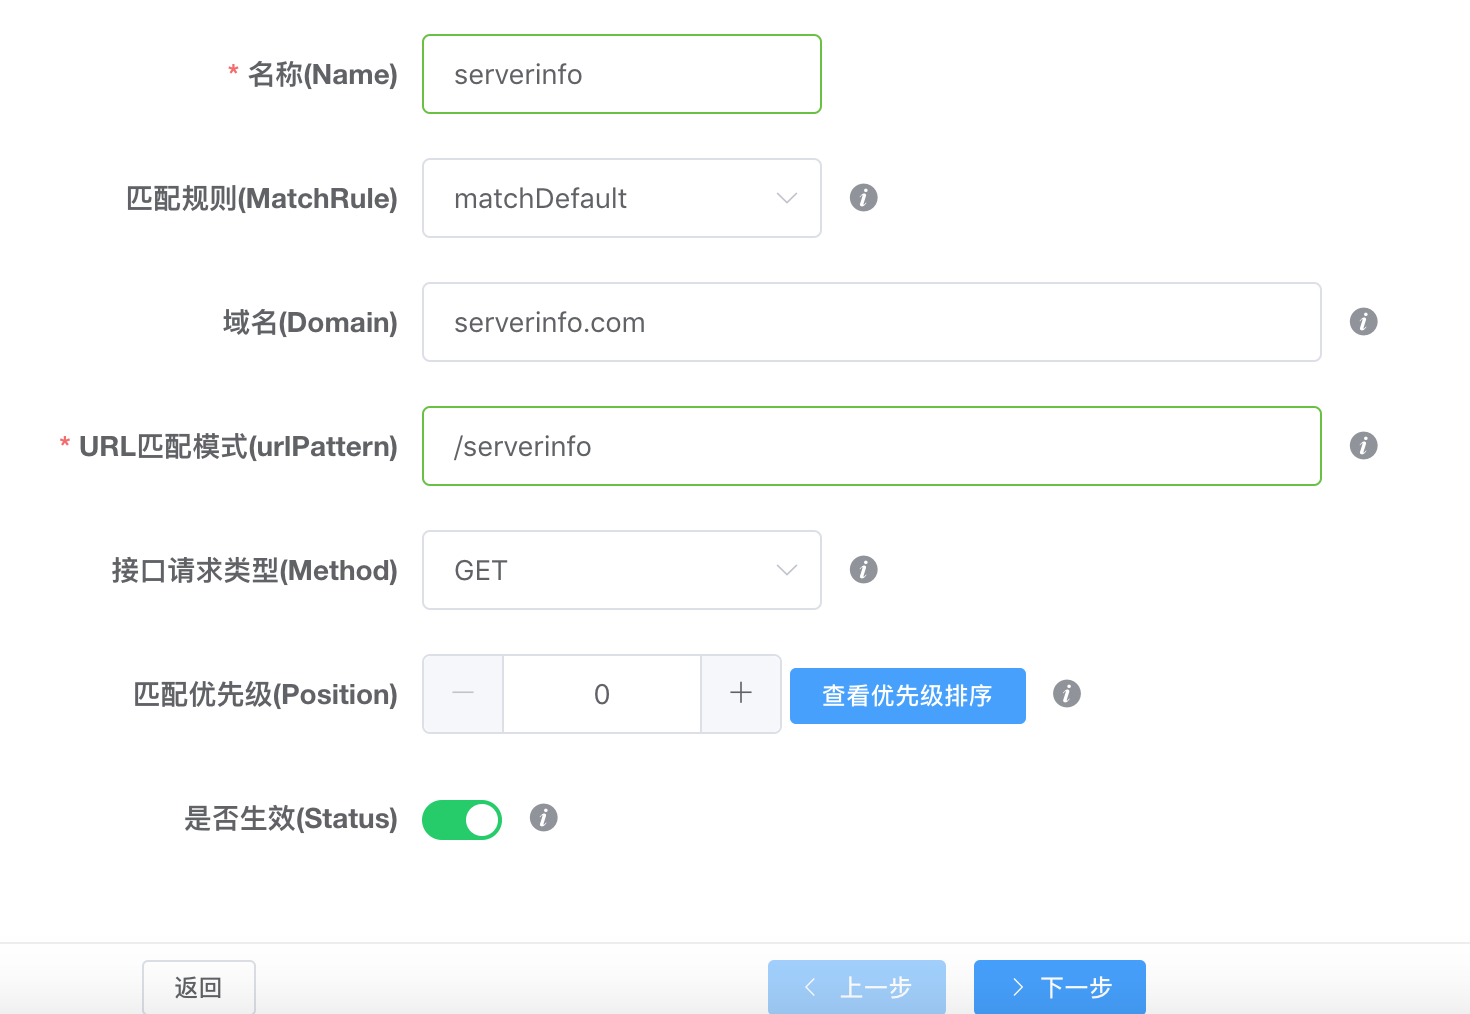 * 名称(Name) serverinfo
匹配规则(MatchRule) matchDefault
域名(Domain) serverinfo.com
* URL匹配模式(urlPattern) /serverinfo
接口请求类型(Method) GET
匹配优先级(Position) 0 查看优先级排序
是否生效(Status)
返回 上一步 下一步